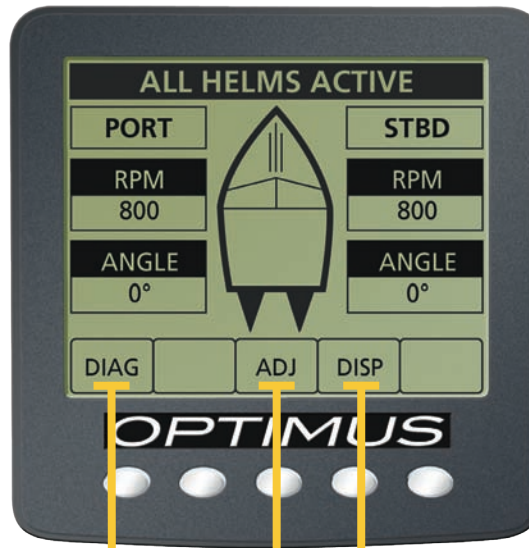 ALL HELMS ACTIVE
PORT
STBD
RPM
800
RPM
800
ANGLE
0°
ANGLE
0°
DIAG ADJ DISP
OPTIMUS